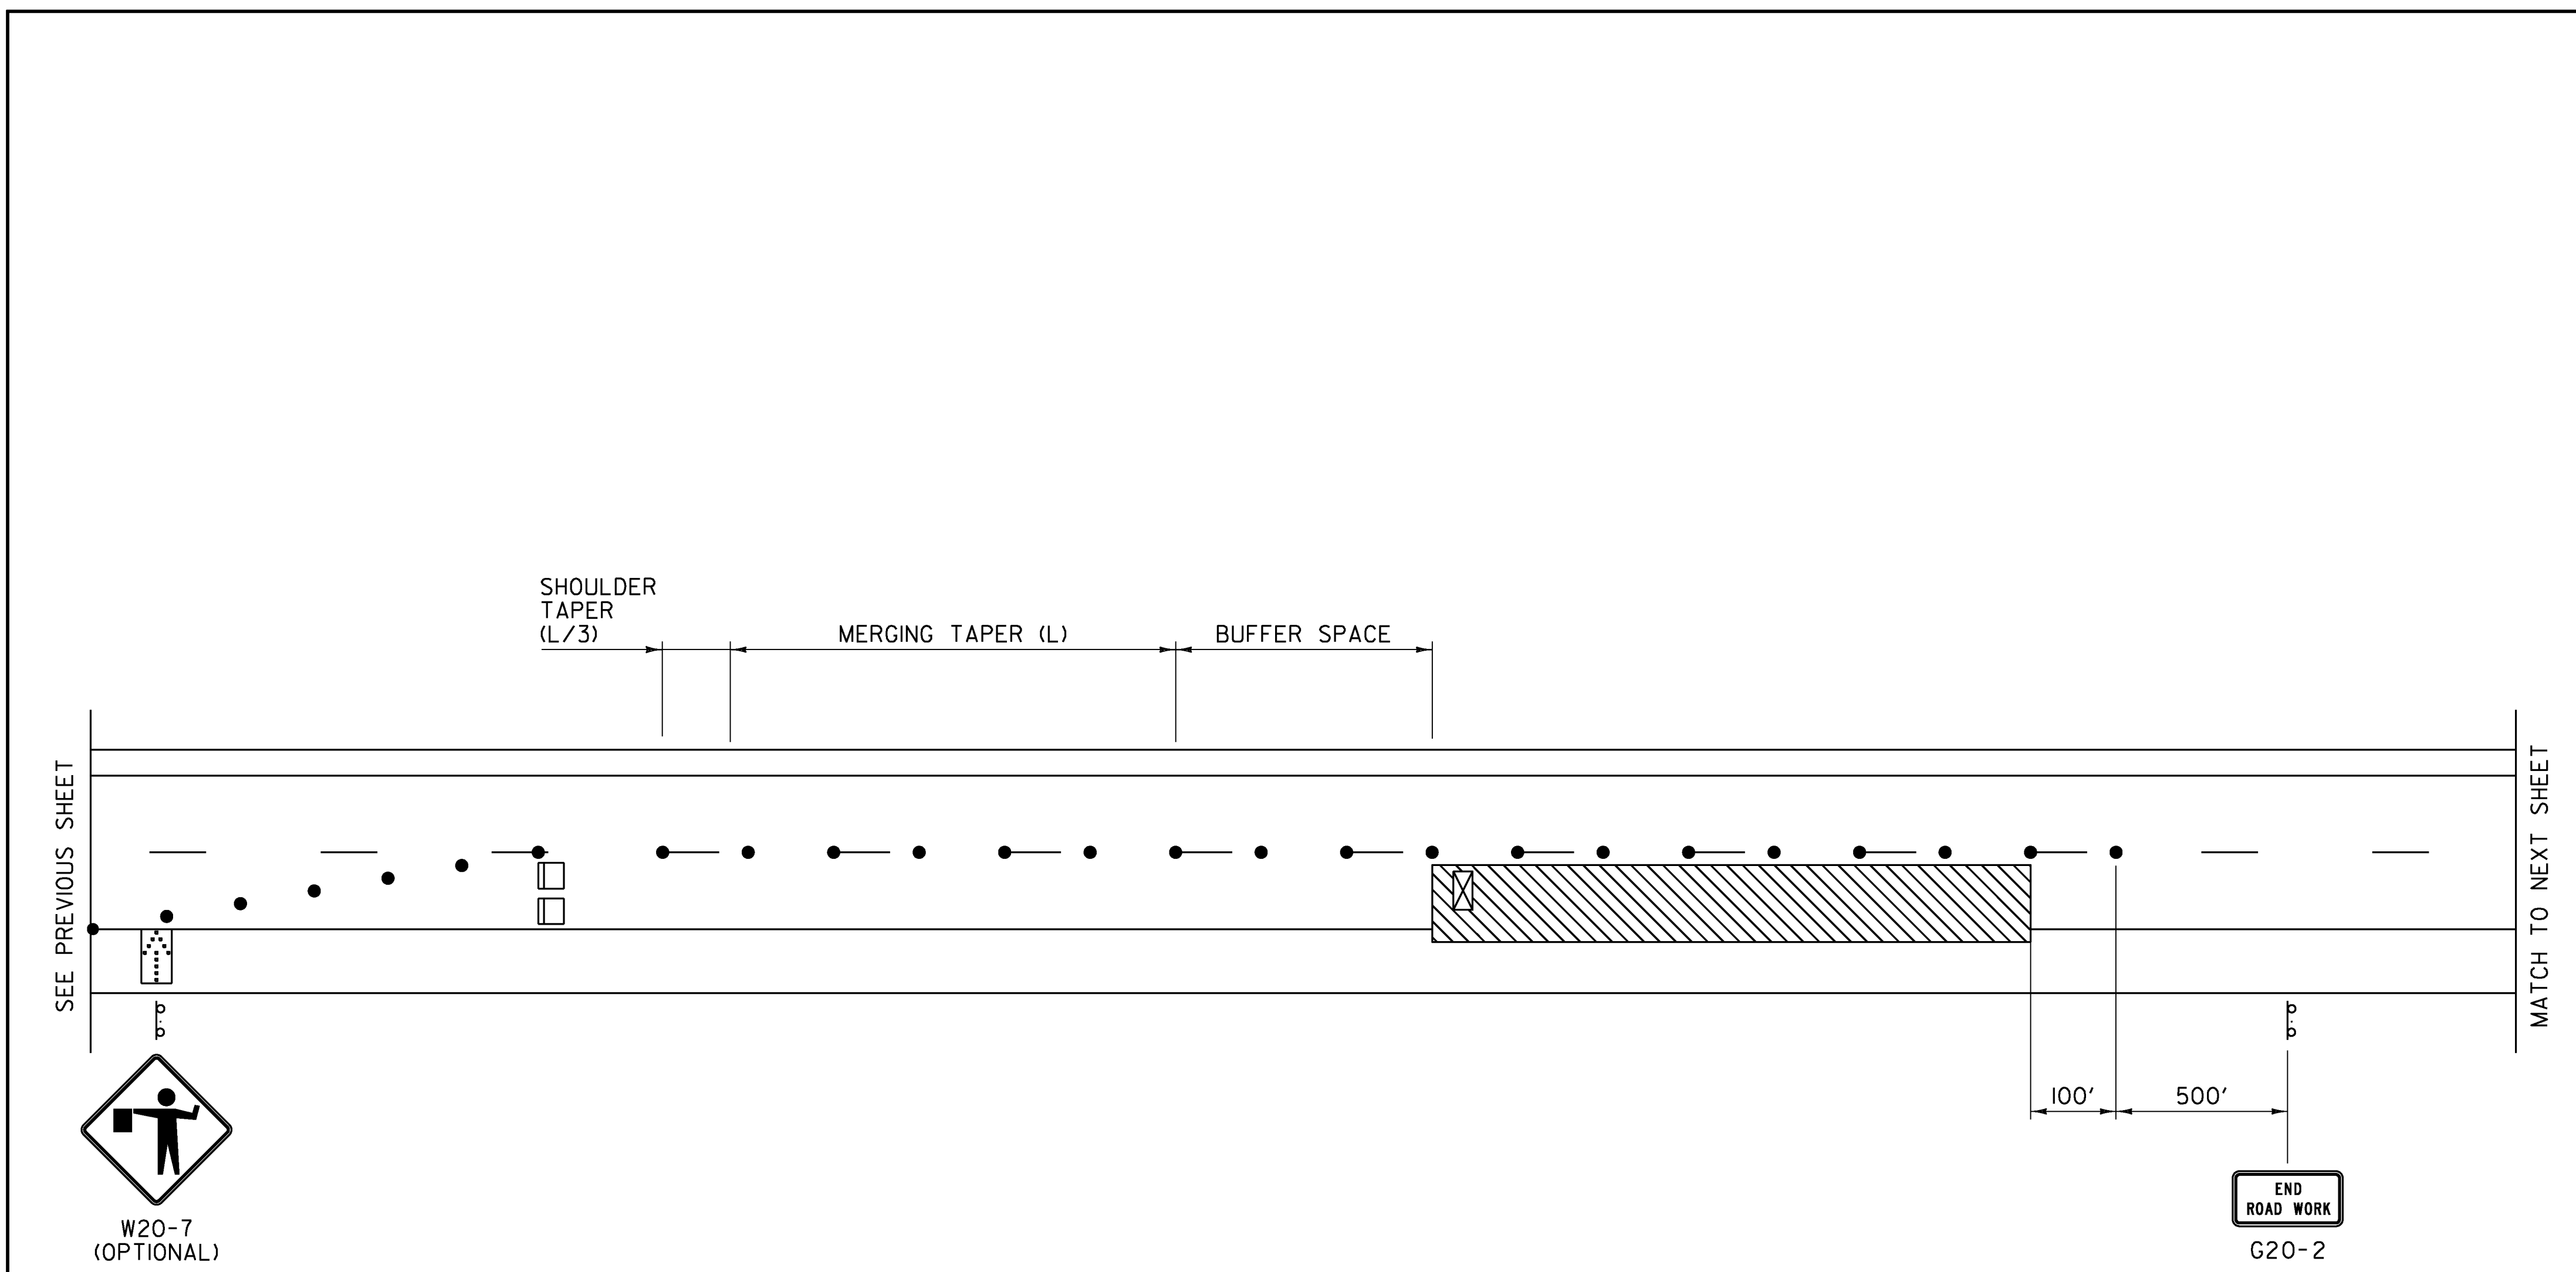 SHOULDER
TAPER
(L/3)
MERGING TAPER (L)
BUFFER SPACE
SEE PREVIOUS SHEET
MATCH TO NEXT SHEET
100'
500'
W20-7
(OPTIONAL)
END
ROAD WORK
G20-2